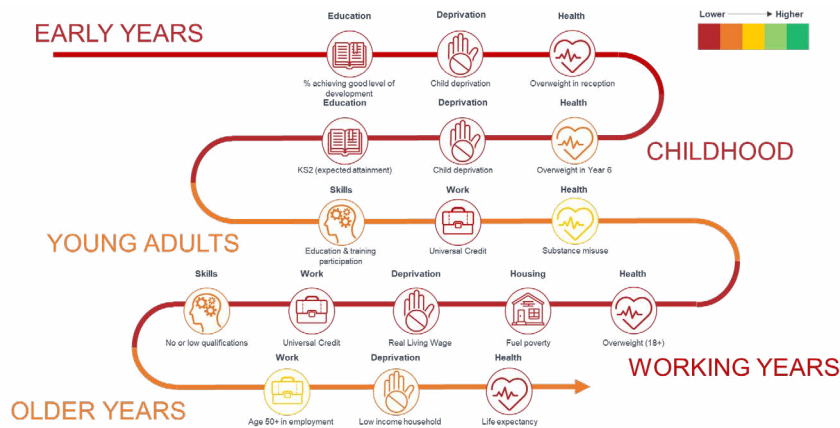 Lower Higher
EARLY YEARS
Education
Deprivation
Health
% achieving good level of
development
Child deprivation
Overweight in reception
Education
Deprivation
Health
CHILDHOOD
KS2 (expected attainment)
Child deprivation
Overweight in Year 6
Skills
Work
Health
YOUNG ADULTS
Education & training
participation
Universal Credit
Substance misuse
Skills
Work
Deprivation
Housing
Health
No or low qualifications
Universal Credit
Real Living Wage
Fuel poverty
Overweight (18+)
WORKING YEARS
Work
Deprivation
Health
OLDER YEARS
Age 50+ in employment
Low income household
Life expectancy